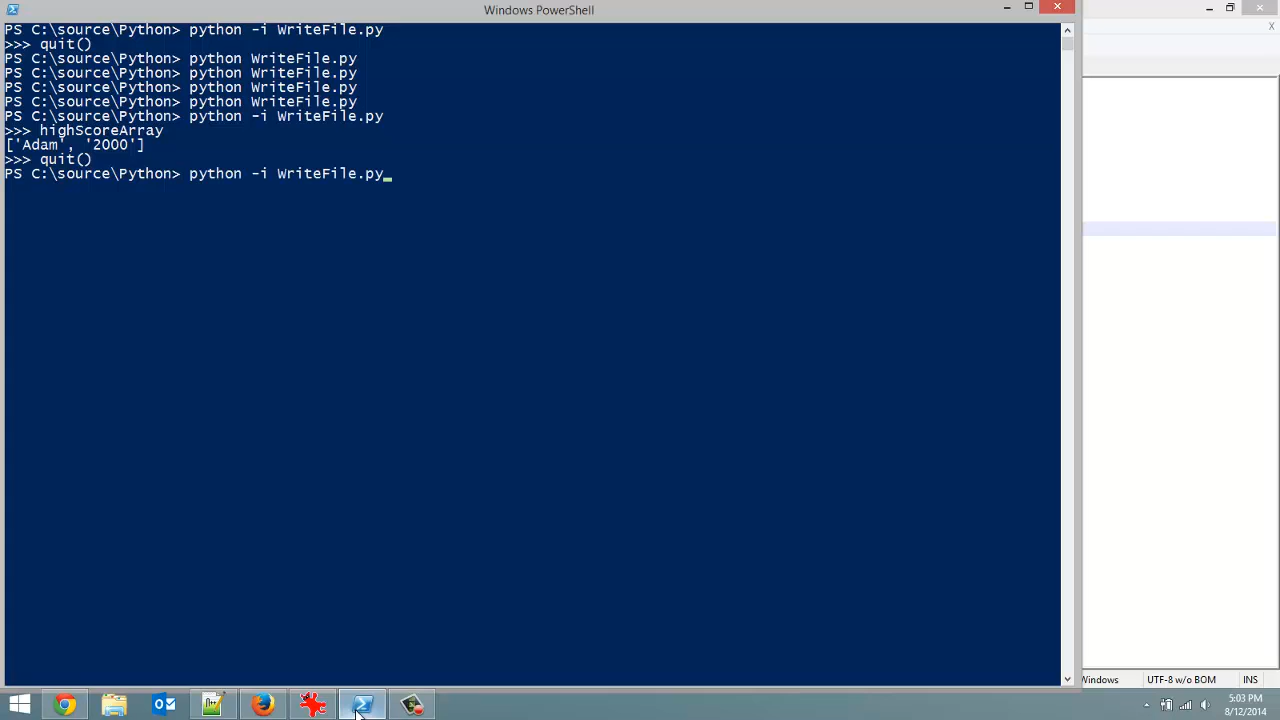 Windows PowerShell
PS C:\source\Python> python -i WriteFile.py
>>> quit()
PS C:\source\Python> python WriteFile.py
PS C:\source\Python> python WriteFile.py
PS C:\source\Python> python WriteFile.py
PS C:\source\Python> python WriteFile.py
PS C:\source\Python> python -i WriteFile.py
>>> highScoreArray
['Adam', '2000']
>>> quit()
PS C:\source\Python> python -i WriteFile.py
Windows UTF-8 w/o BOM INS
5:03 PM
8/12/2014